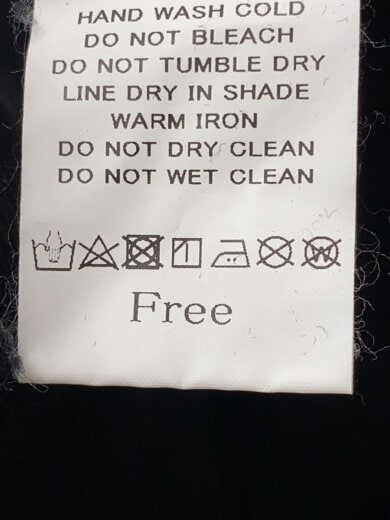 HAND WASH COLD
DO NOT BLEACH
DO NOT TUMBLE DRY
LINE DRY IN SHADE
WARM IRON
DO NOT DRY CLEAN
DO NOT WET CLEAN
W
Free